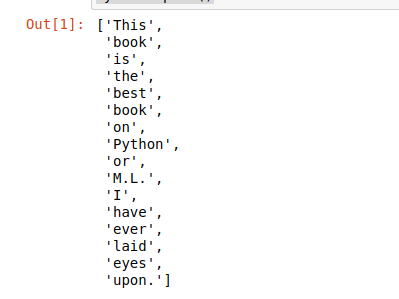 Out[1]: ['This',
'book',
'is',
'the',
'best',
'book',
'on',
'Python',
'or',
'M.L.',
'I',
'have',
'ever',
'laid',
'eyes',
'upon.']